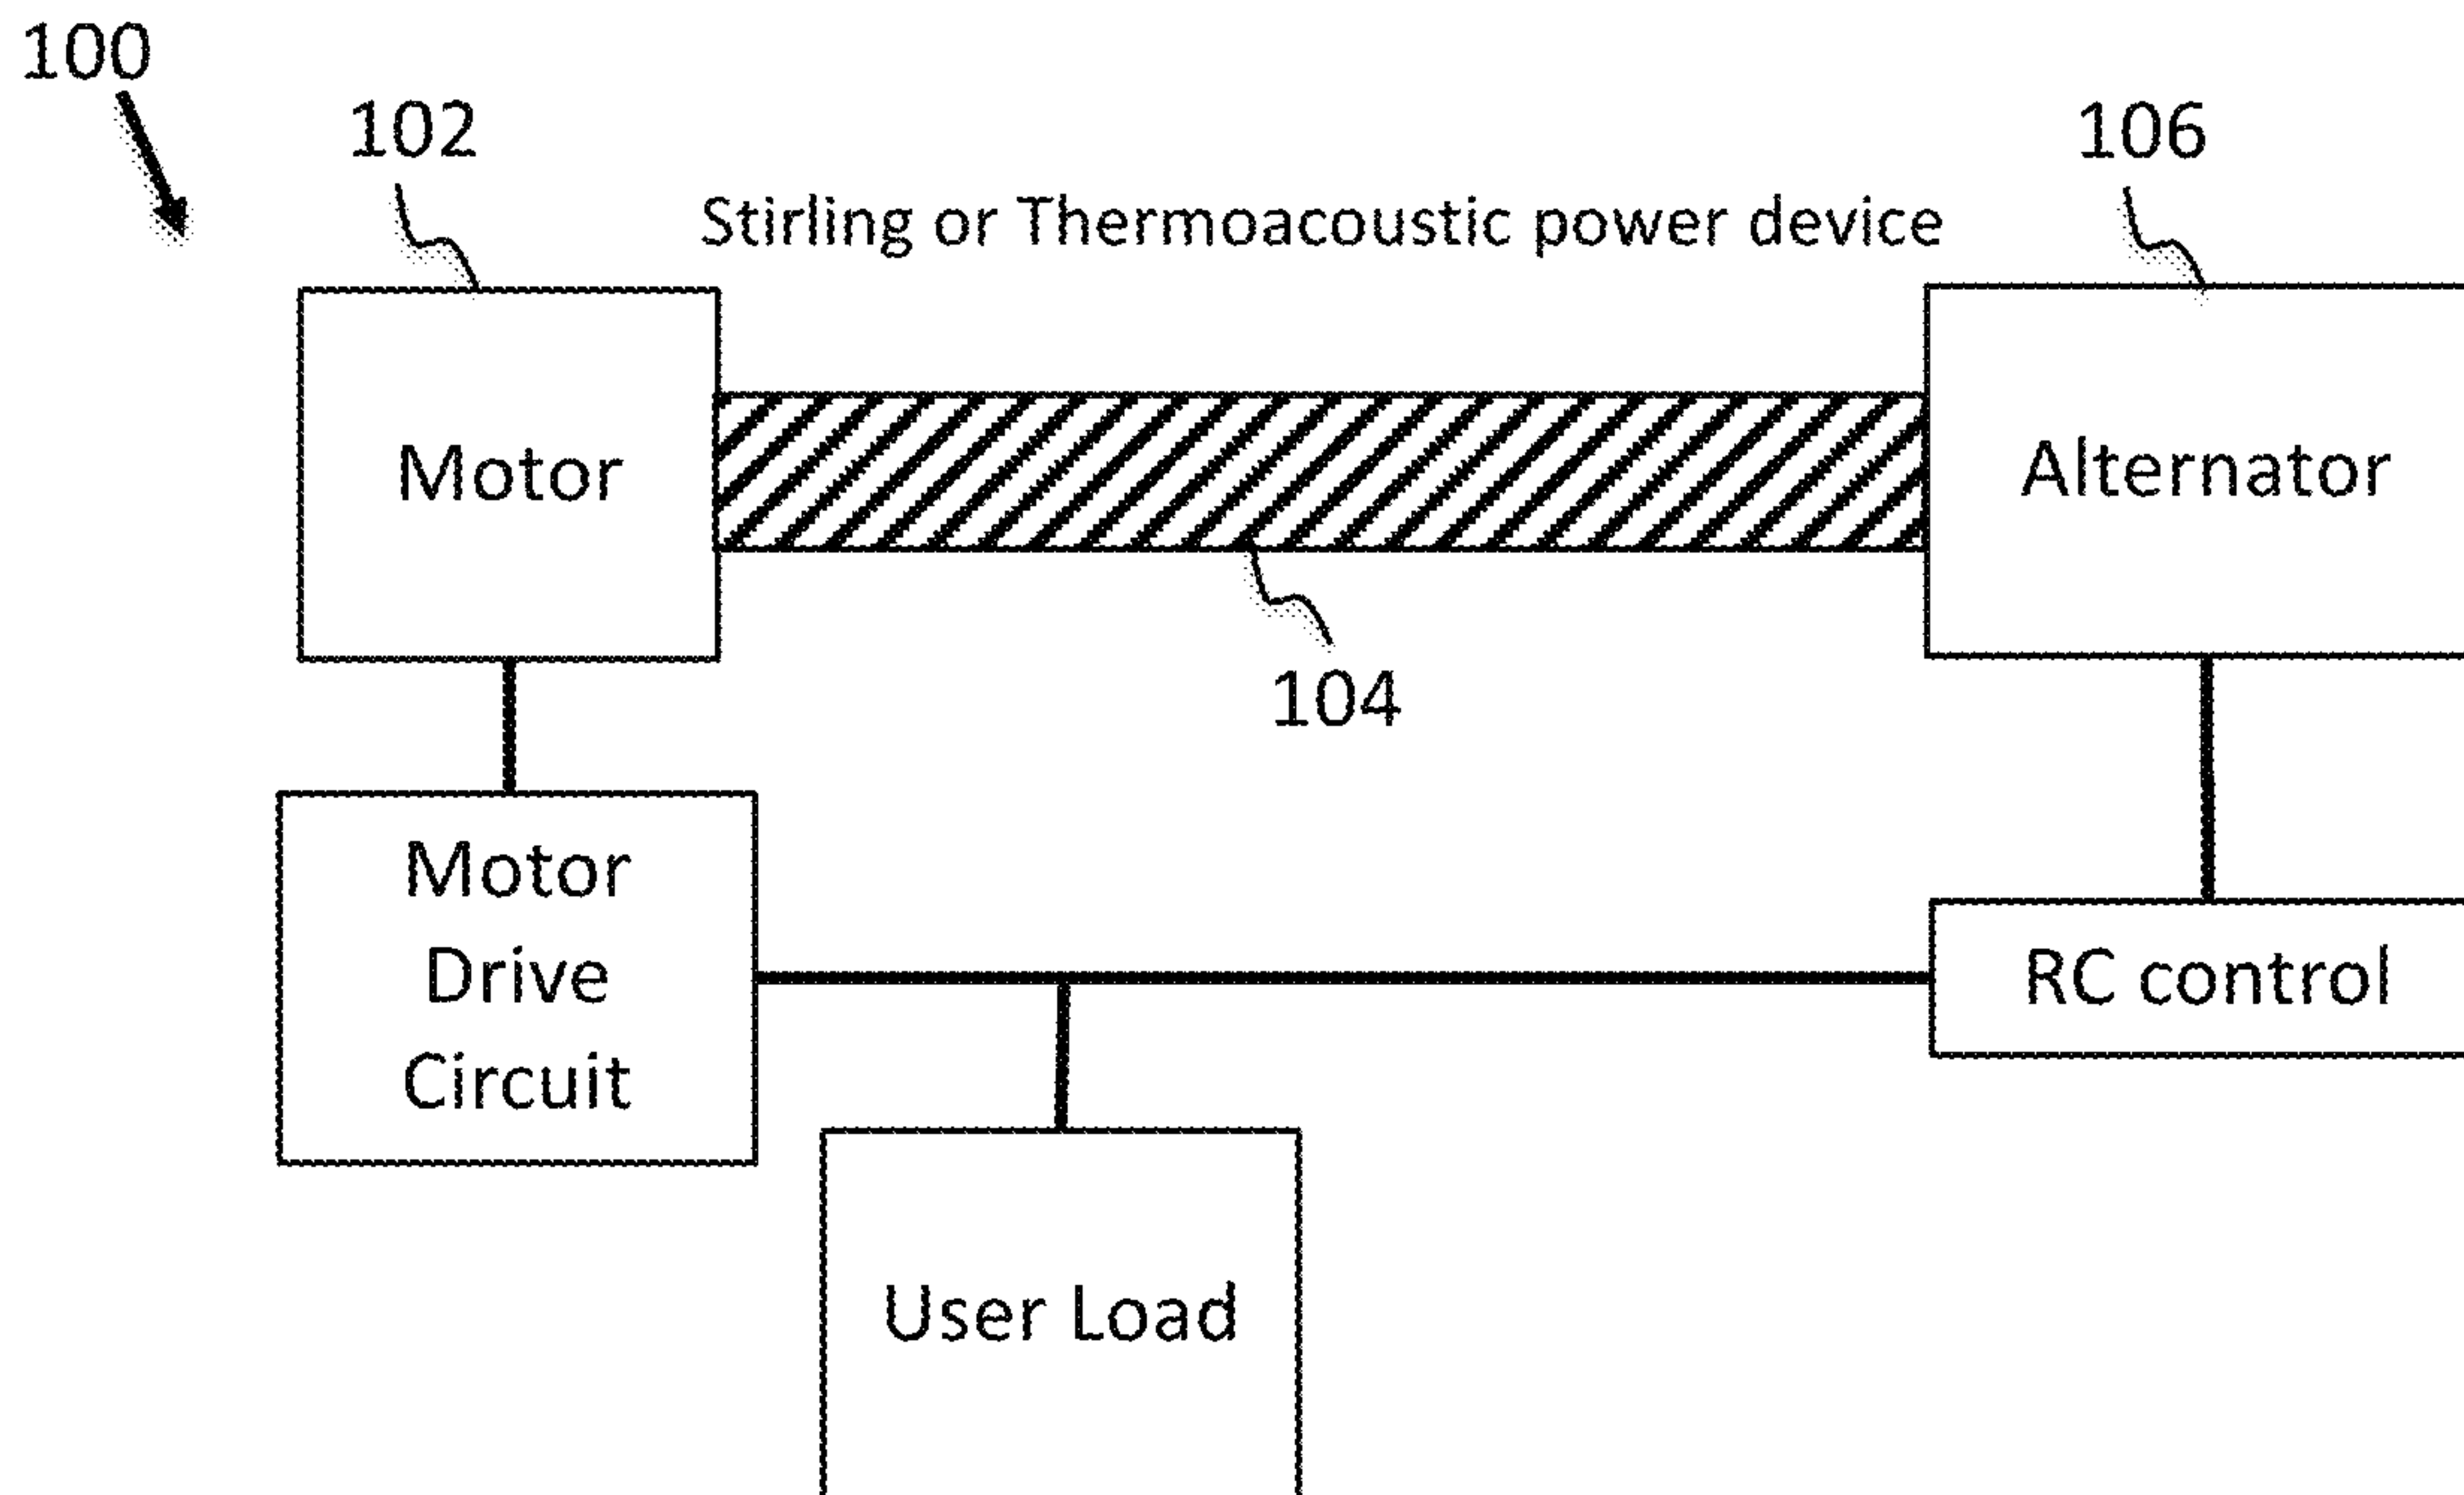 100
102
106
Stirling or Thermoacoustic power device
Motor
Alternator
104
Motor
Drive
Circuit
RC control
User Load